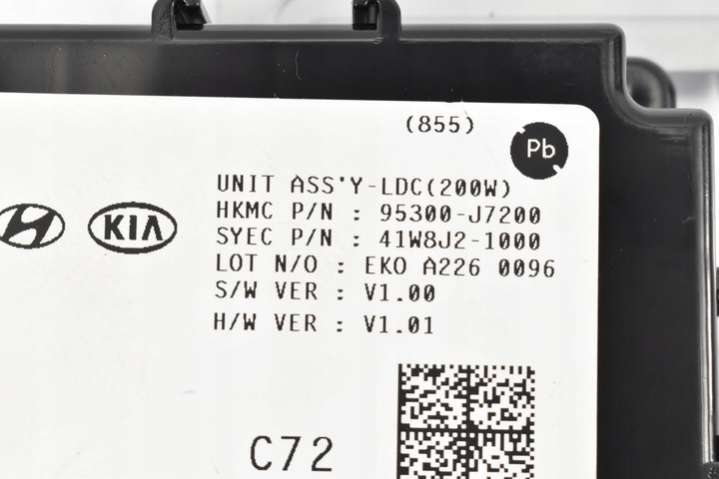 (855)
Pb
UNIT ASS'Y-LDC(200W)
HKMC P/N : 95300-J7200
KIA
SYEC P/N : 41W8J2-1000
LOT N/O : EKO A226 0096
S/W VER : V1.00
H/W VER : V1.01
C72